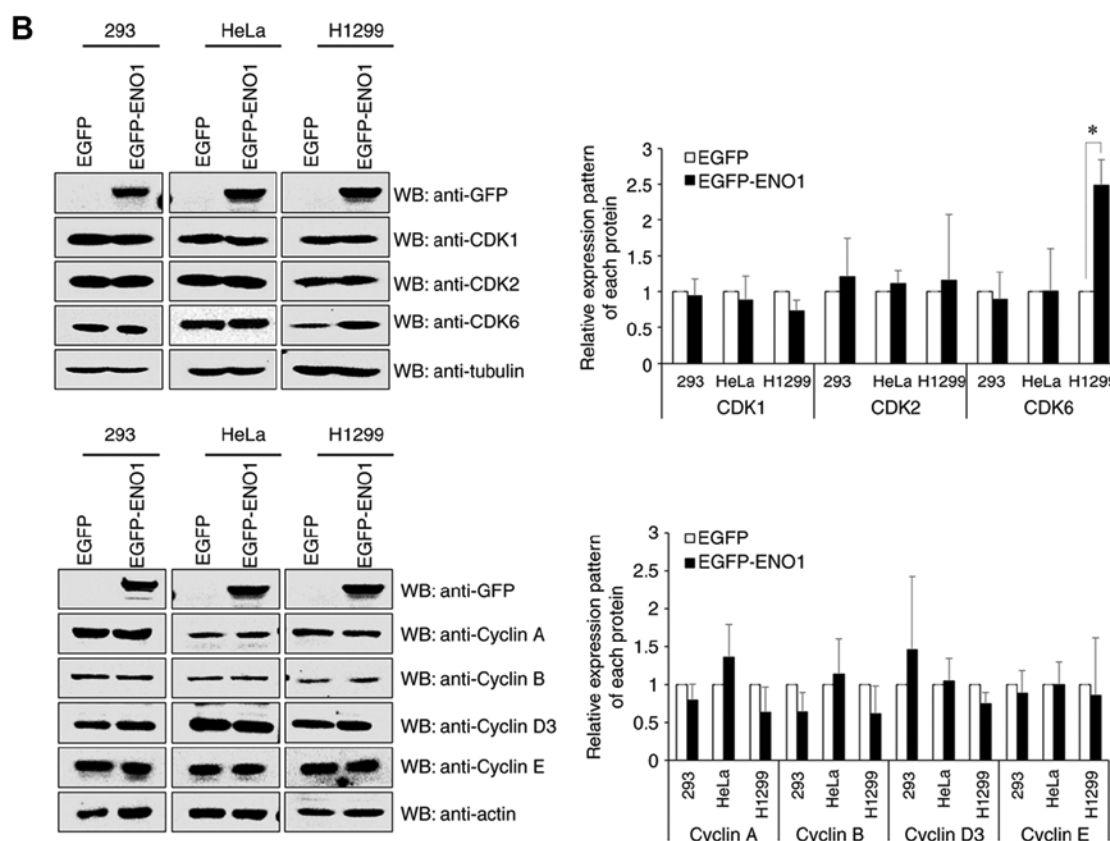 B
293 HeLa H1299
EGFP EGFP-ENO1 EGFP EGFP-ENO1 EGFP EGFP-ENO1
WB: anti-GFP
WB: anti-CDK1
WB: anti-CDK2
WB: anti-CDK6
WB: anti-tubulin
Relative expression pattern
of each protein
EGFP
EGFP-ENO1
*
3
2.5
2
1.5
1
0.5
0
293 HeLa H1299 293 HeLa H1299 293 HeLa H1299
CDK1 CDK2 CDK6
293 HeLa H1299
EGFP EGFP-ENO1 EGFP EGFP-ENO1 EGFP EGFP-ENO1
WB: anti-GFP
WB: anti-Cyclin A
WB: anti-Cyclin B
WB: anti-Cyclin D3
WB: anti-Cyclin E
WB: anti-actin
Relative expression pattern
of each protein
EGFP
EGFP-ENO1
3
2.5
2
1.5
1
0.5
0
293 HeLa H1299 293 HeLa H1299 293 HeLa H1299 293 HeLa H1299
Cyclin A Cyclin B Cyclin D3 Cyclin E